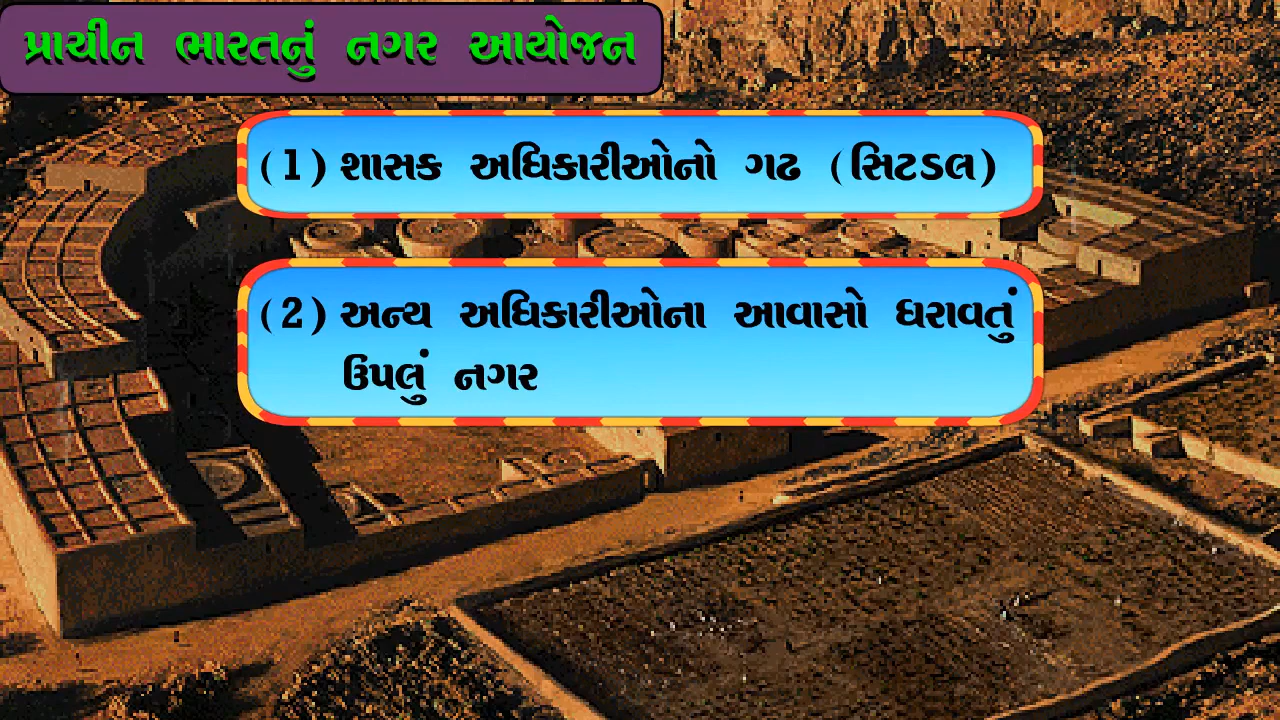 પ્રાચીન ભારતનું નગર આયોજન
(1) શાસક અધિકારીઓનો ગઢ (સિટડલ)
(2) અન્ય અધિકારીઓના આવાસો ધરાવતું
ઉપલું નગર